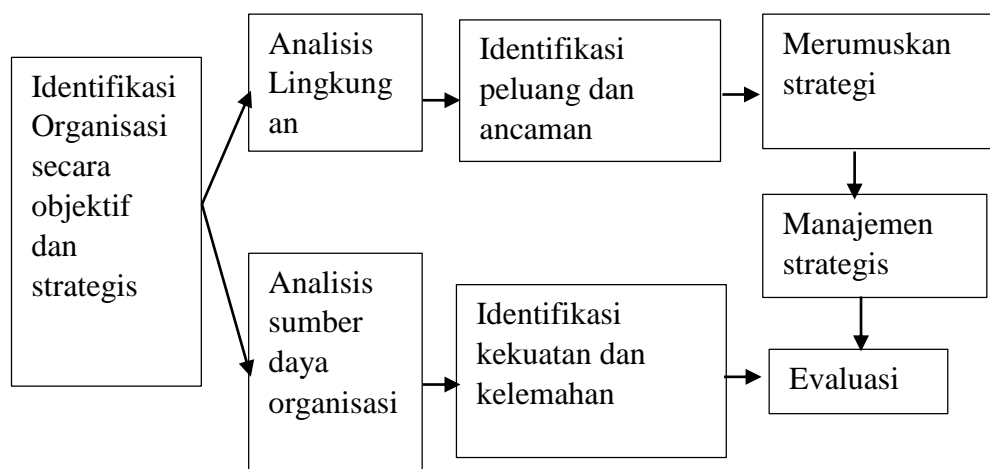 Identifikasi
Organisasi
secara
objektif
dan
strategis
Analisis
Lingkung
an
Identifikasi
peluang dan
ancaman
Merumuskan
strategi
Manajemen
strategis
Analisis
sumber
daya
organisasi
Identifikasi
kekuatan dan
kelemahan
Evaluasi